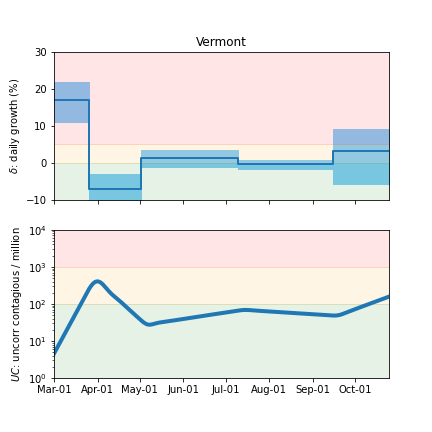 Vermont
30
20
10
0
−10
δ: daily growth (%)
10⁴
10³
10²
10¹
10⁰
UC: uncorr contagious / million
Mar-01 Apr-01 May-01 Jun-01 Jul-01 Aug-01 Sep-01 Oct-01